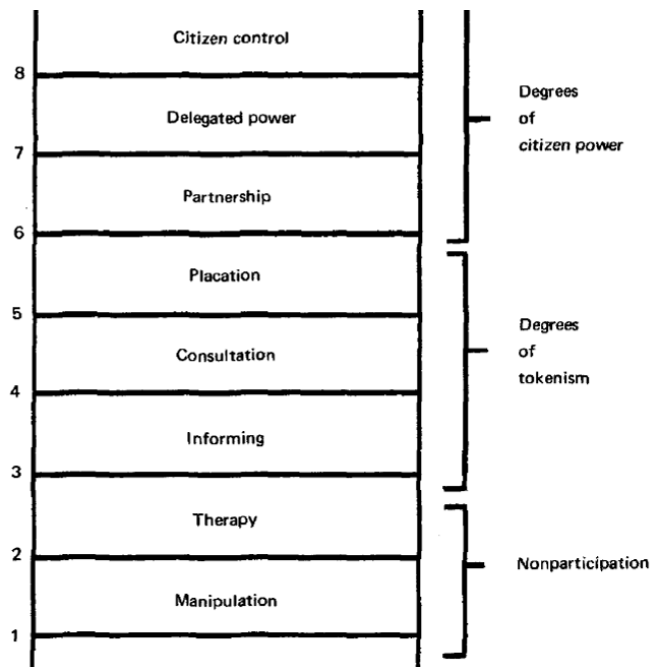 Citizen control
8
Delegated power
7
Partnership
6
Placation
5
Consultation
4
Informing
3
Therapy
2
Manipulation
1
Degrees
of
citizen power
Degrees
of
tokenism
Nonparticipation